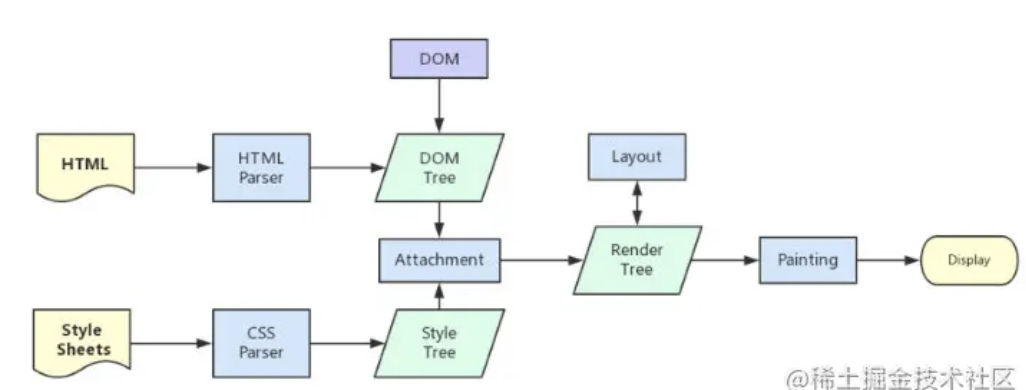 DOM
HTML
HTML
Parser
DOM
Tree
Layout
Attachment
Render
Tree
Painting
Display
Style
Sheets
CSS
Parser
Style
Tree
@稀土掘金技术社区